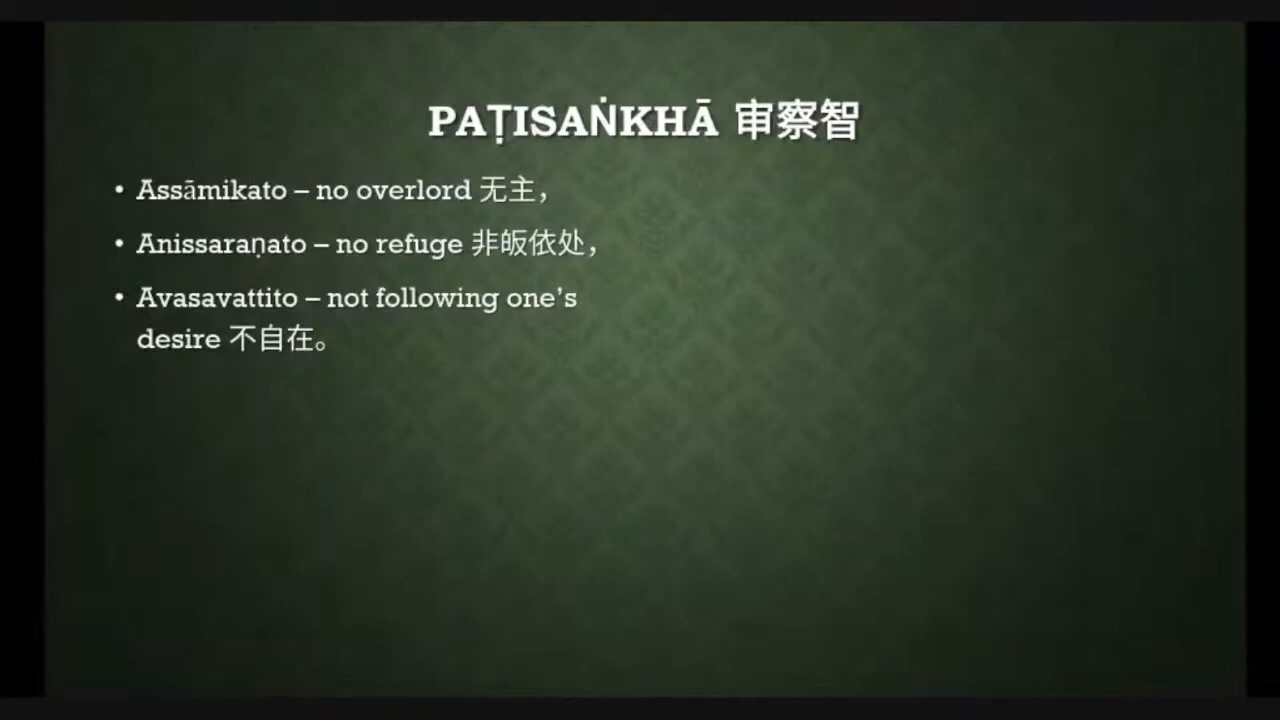 PAṬISAṄKHĀ 审察智
• Assāmikato – no overlord 无主，
• Anissaraṇato – no refuge 非皈依处，
• Avasavattito – not following one’s
desire 不自在。